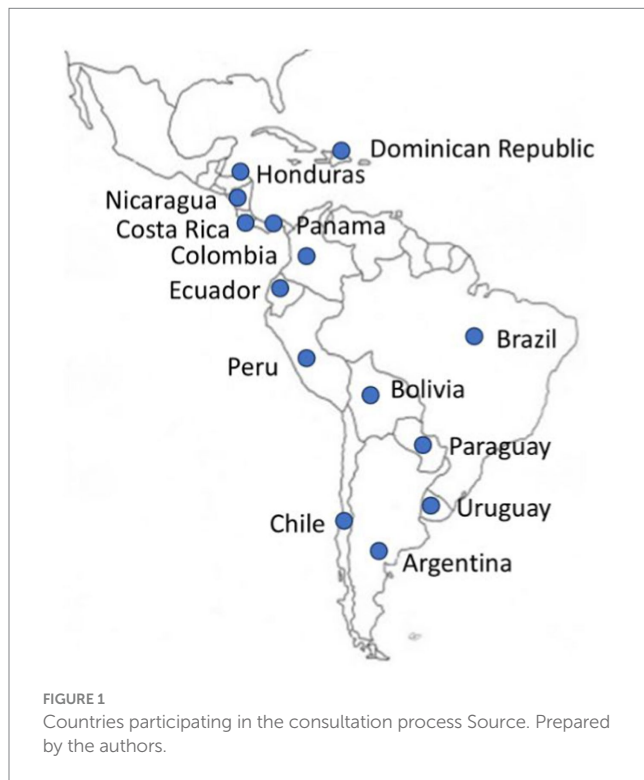 Dominican Republic
Honduras
Nicaragua
Costa Rica
Panama
Colombia
Ecuador
Brazil
Peru
Bolivia
Paraguay
Uruguay
Chile
Argentina
FIGURE 1
Countries participating in the consultation process Source. Prepared
by the authors.